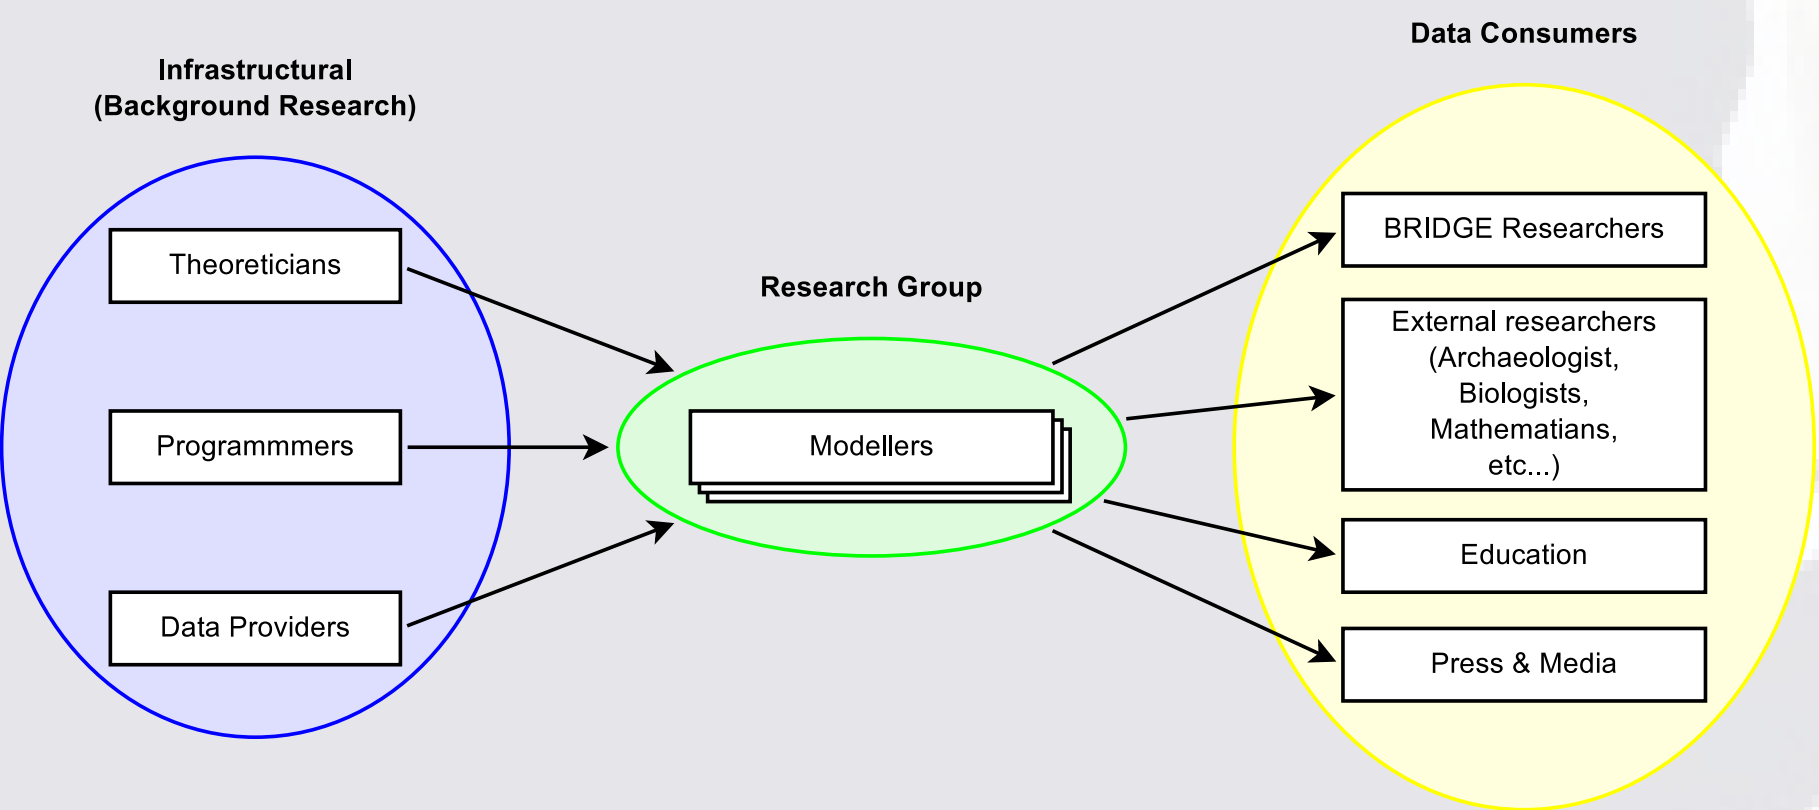 Infrastructural
(Background Research)
Theoreticians
Programmmers
Data Providers
Research Group
Modellers
Data Consumers
BRIDGE Researchers
External researchers
(Archaeologist,
Biologists,
Mathematians,
etc...)
Education
Press & Media